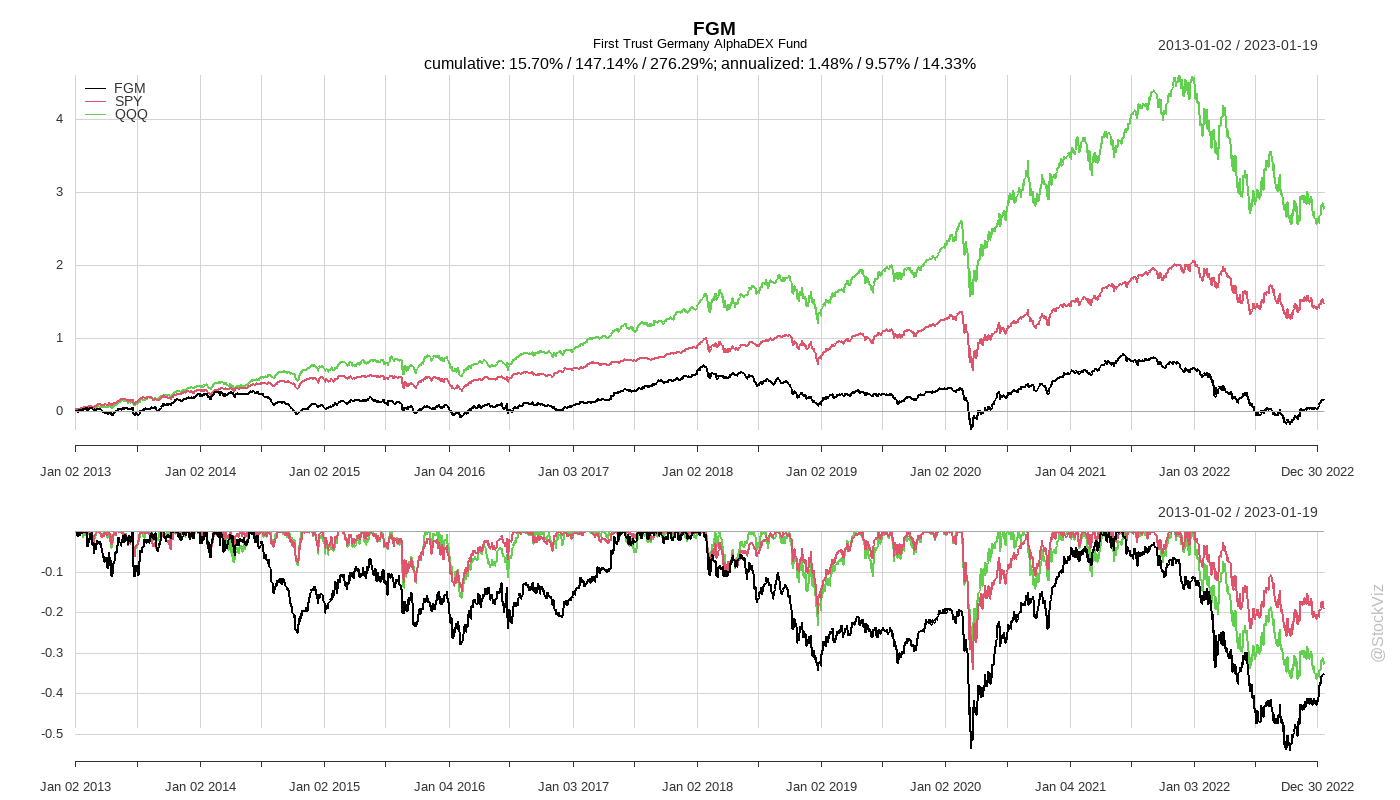 FGM
First Trust Germany AlphaDEX Fund
2013-01-02 / 2023-01-19
cumulative: 15.70% / 147.14% / 276.29%; annualized: 1.48% / 9.57% / 14.33%
FGM
SPY
QQQ
4
3
2
1
0
Jan 02 2013 Jan 02 2014 Jan 02 2015 Jan 04 2016 Jan 03 2017 Jan 02 2018 Jan 02 2019 Jan 02 2020 Jan 04 2021 Jan 03 2022 Dec 30 2022
2013-01-02 / 2023-01-19
-0.1
-0.2
-0.3
-0.4
-0.5
Jan 02 2013 Jan 02 2014 Jan 02 2015 Jan 04 2016 Jan 03 2017 Jan 02 2018 Jan 02 2019 Jan 02 2020 Jan 04 2021 Jan 03 2022 Dec 30 2022
@StockViz